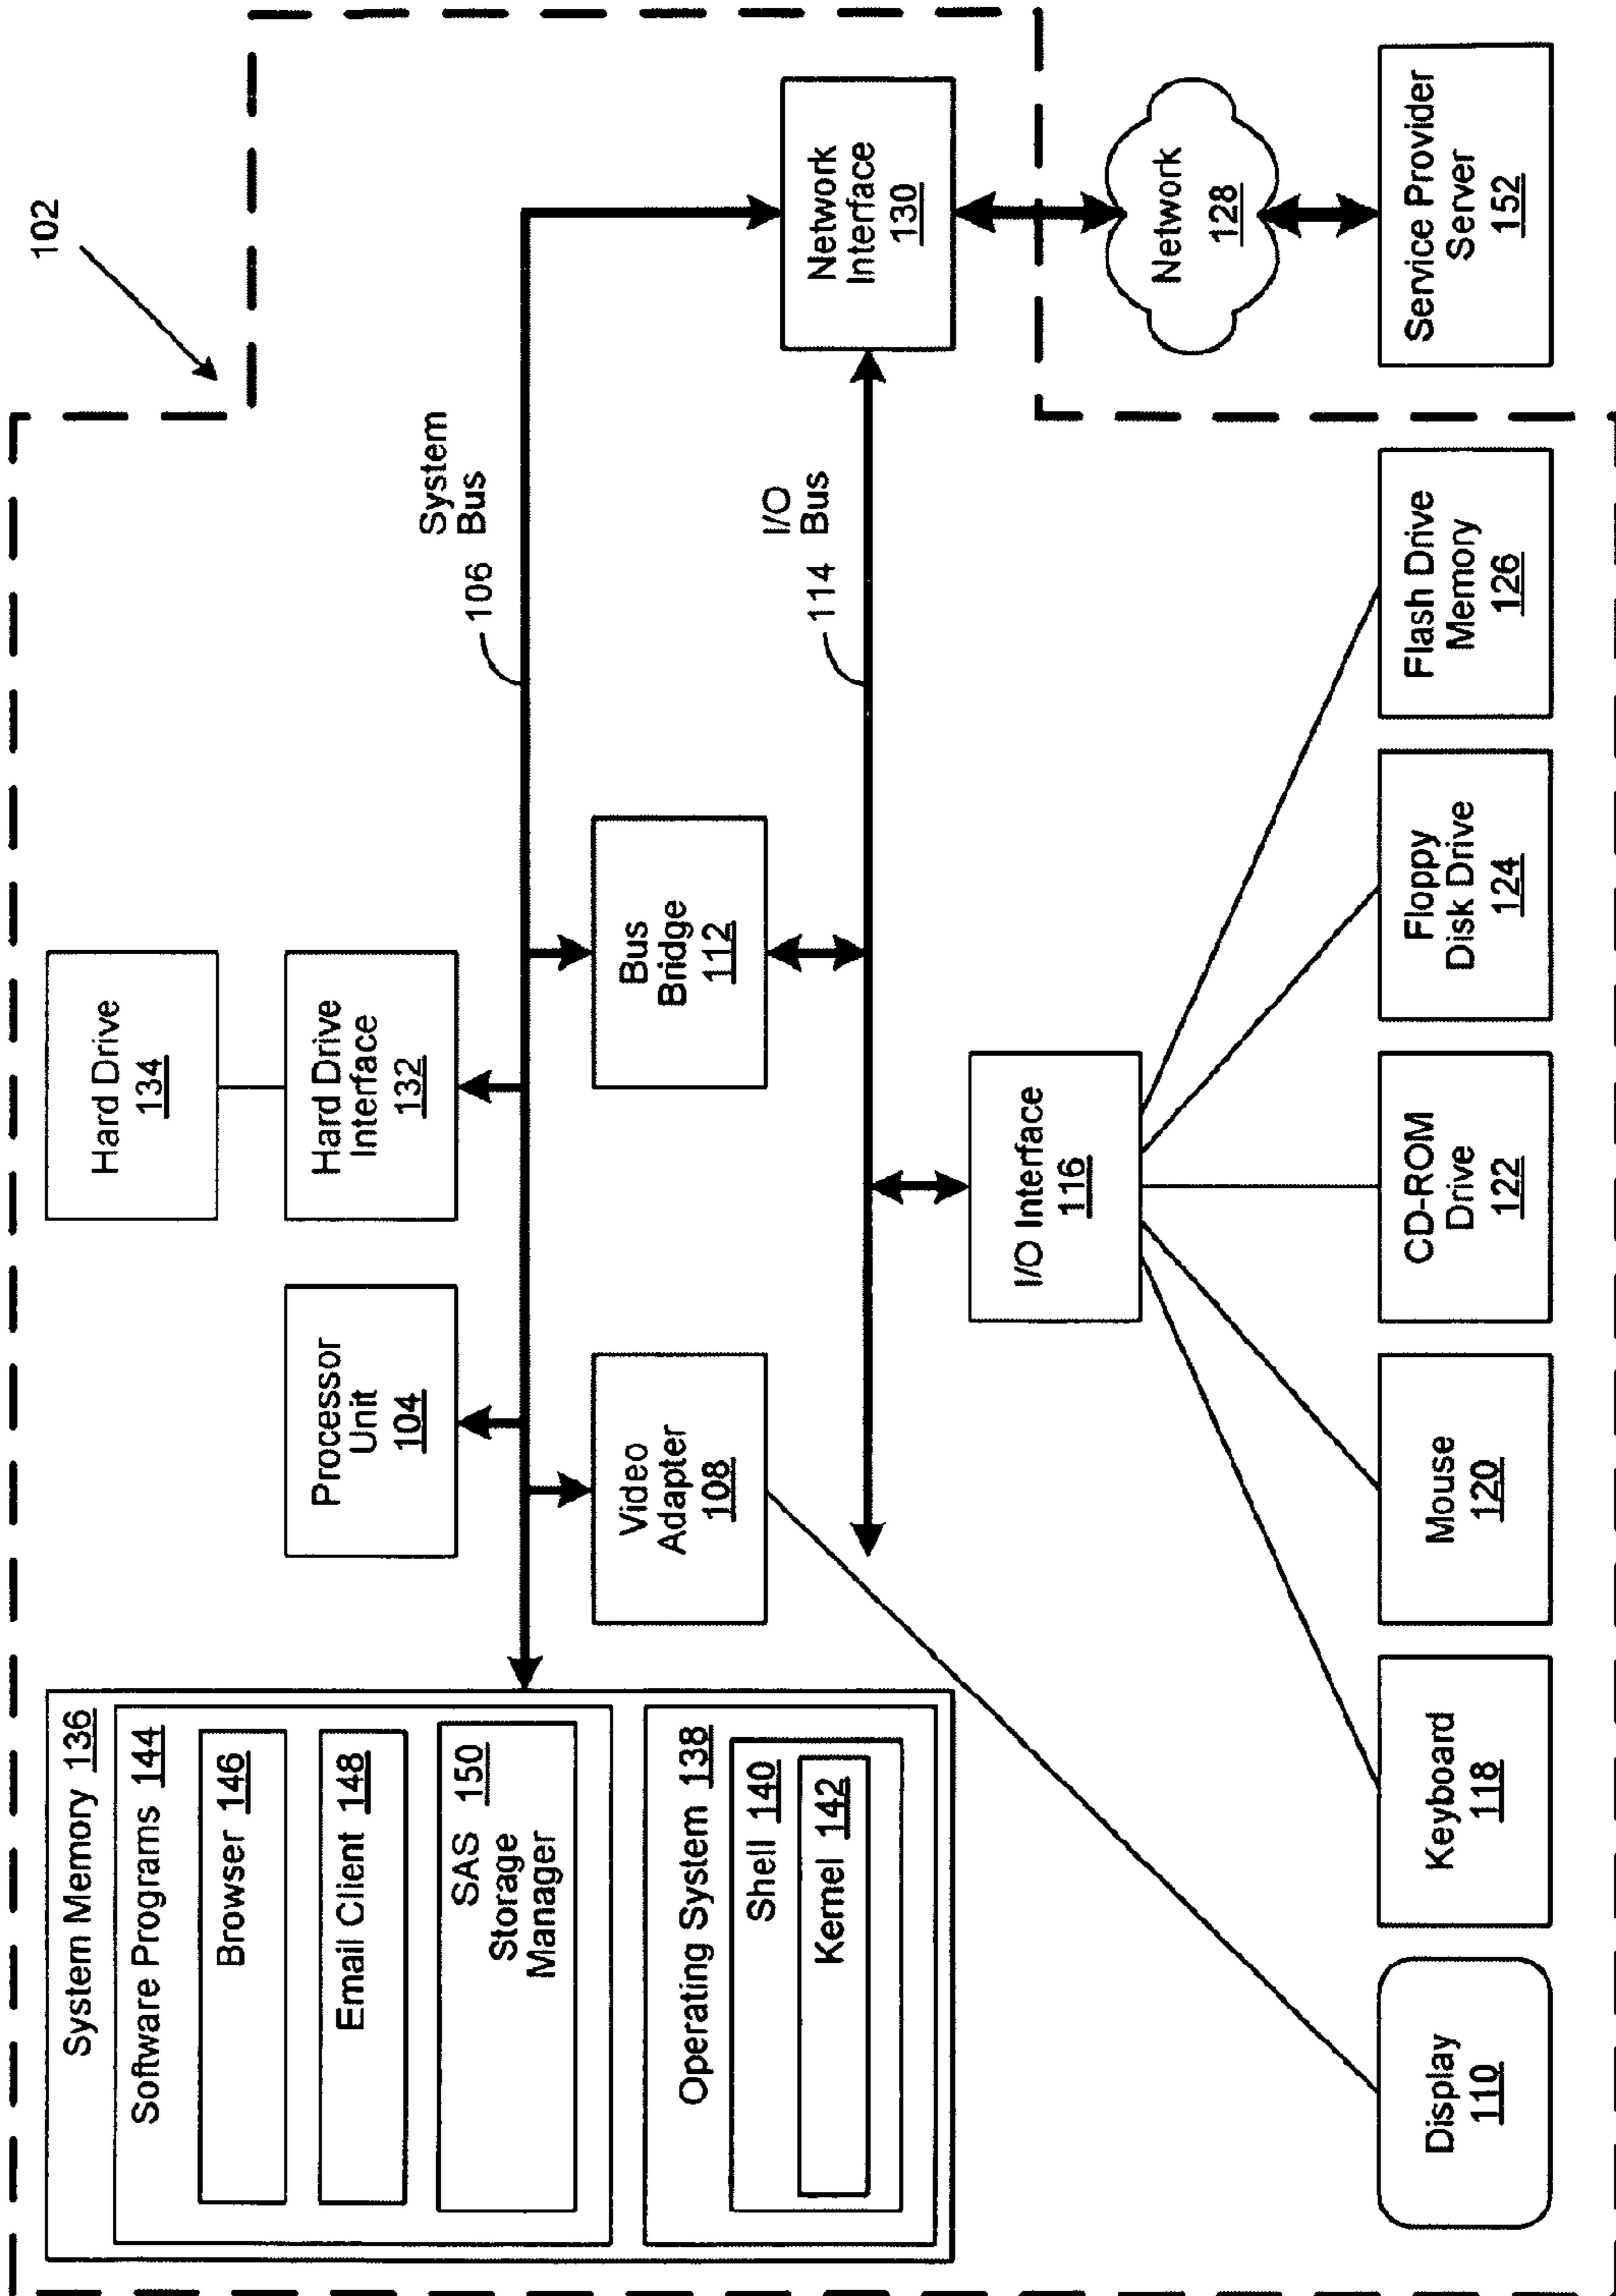 102
System Memory 136
Software Programs 144
Browser 146
Email Client 148
SAS 150
Storage
Manager
Operating System 138
Shell 140
Kernel 142
Processor
Unit
104
Hard Drive
134
Hard Drive
Interface
132
106
System
Bus
Video
Adapter
108
Bus
Bridge
112
114
I/O
Bus
Network
Interface
130
I/O Interface
116
Network
128
Display
110
Keyboard
118
Mouse
120
CD-ROM
Drive
122
Floppy
Disk Drive
124
Flash Drive
Memory
126
Service Provider
Server
152